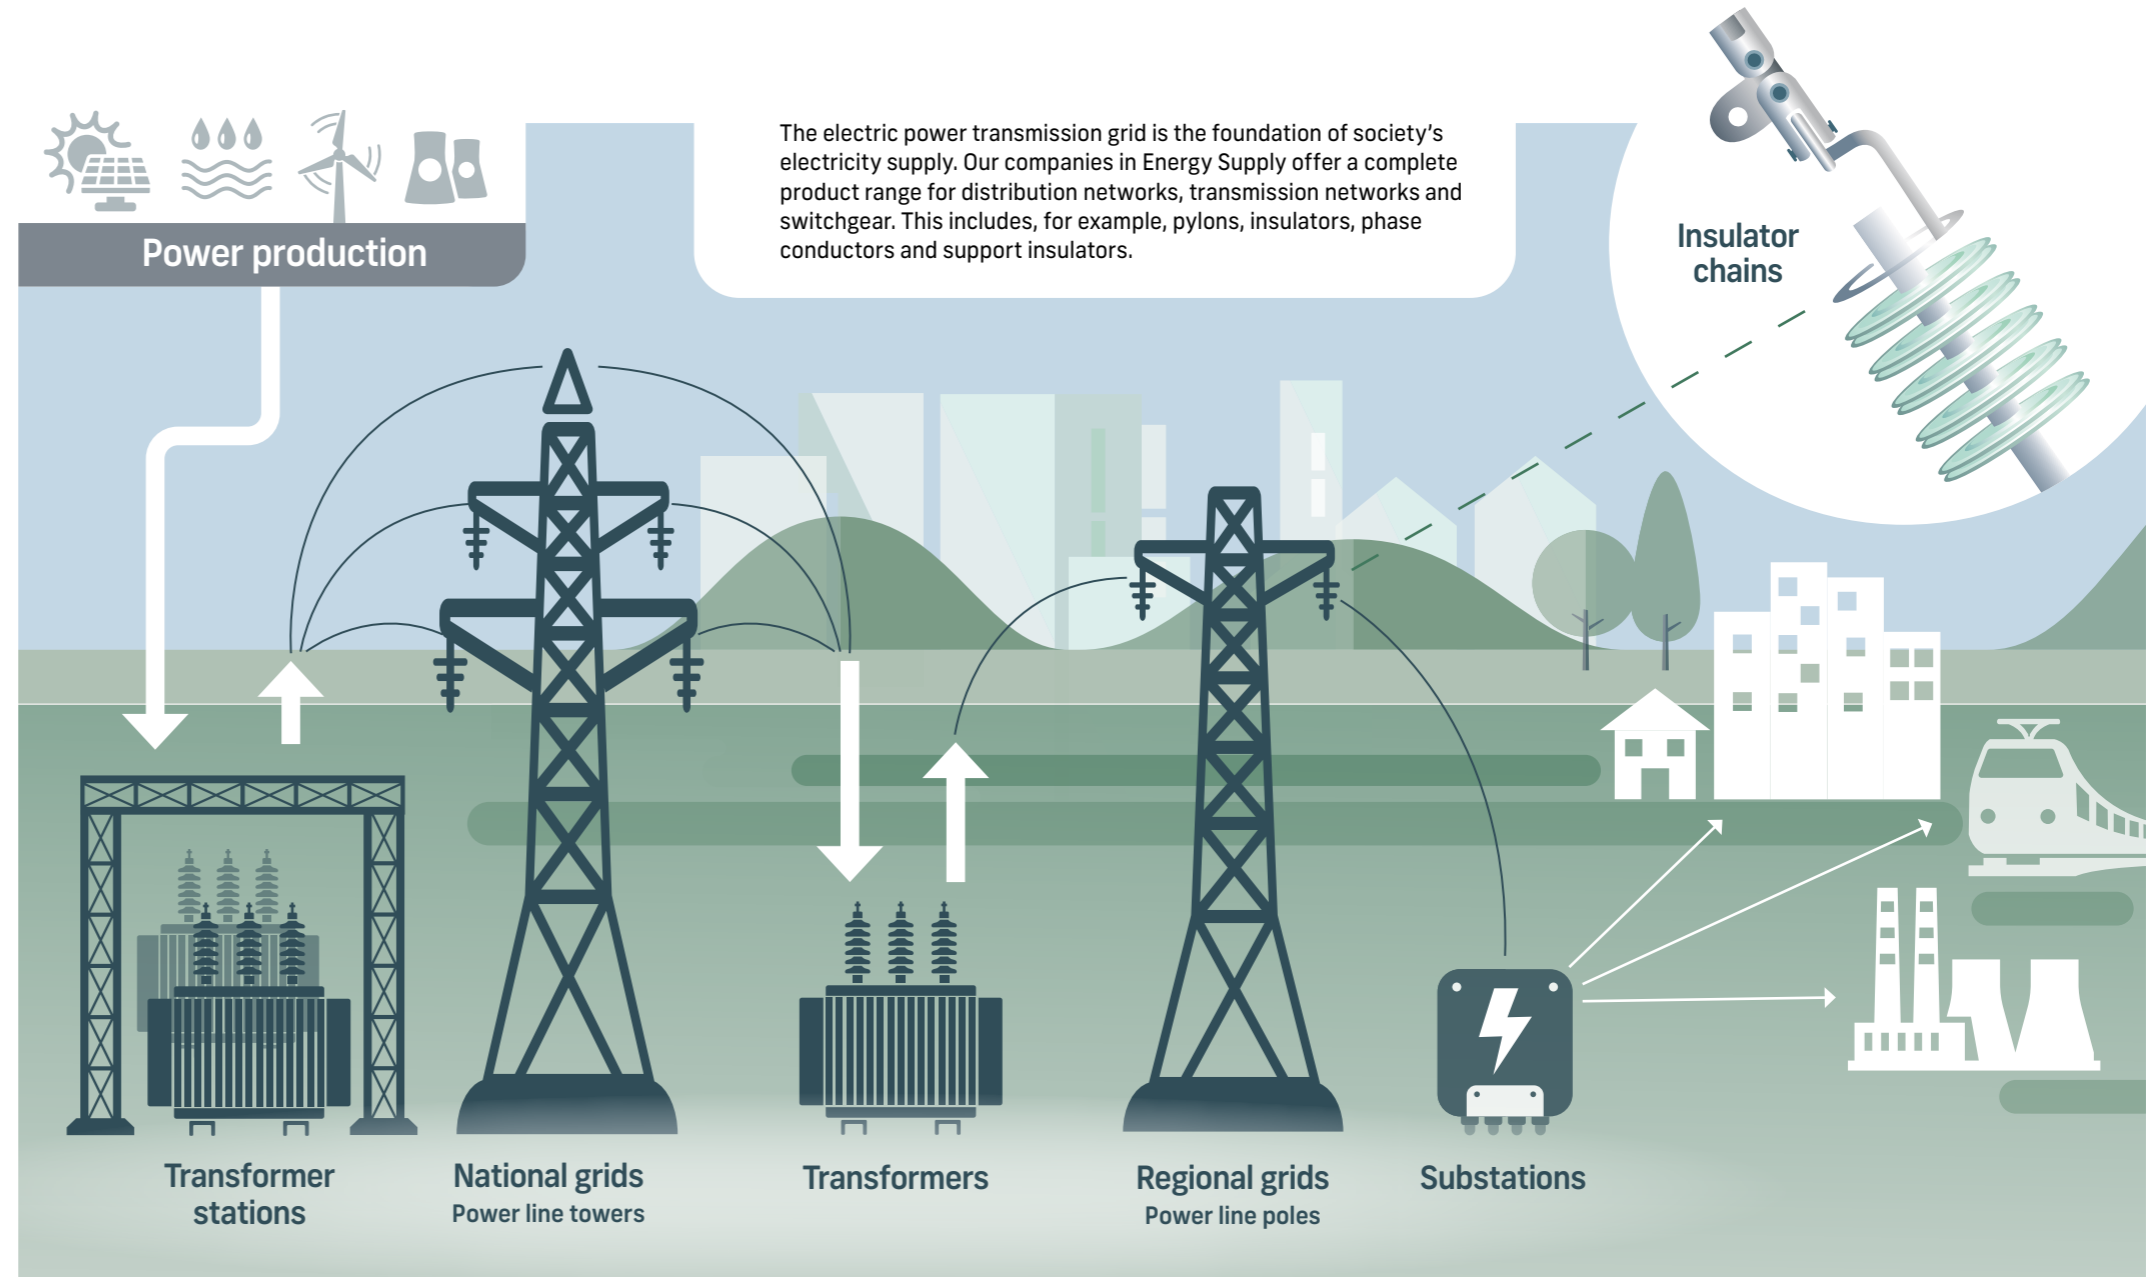 The electric power transmission grid is the foundation of society's
electricity supply. Our companies in Energy Supply offer a complete
product range for distribution networks, transmission networks and
switchgear. This includes, for example, pylons, insulators, phase
conductors and support insulators.
Power production
Insulator
chains
Transformer
stations
National grids
Power line towers
Transformers
Regional grids
Power line poles
Substations